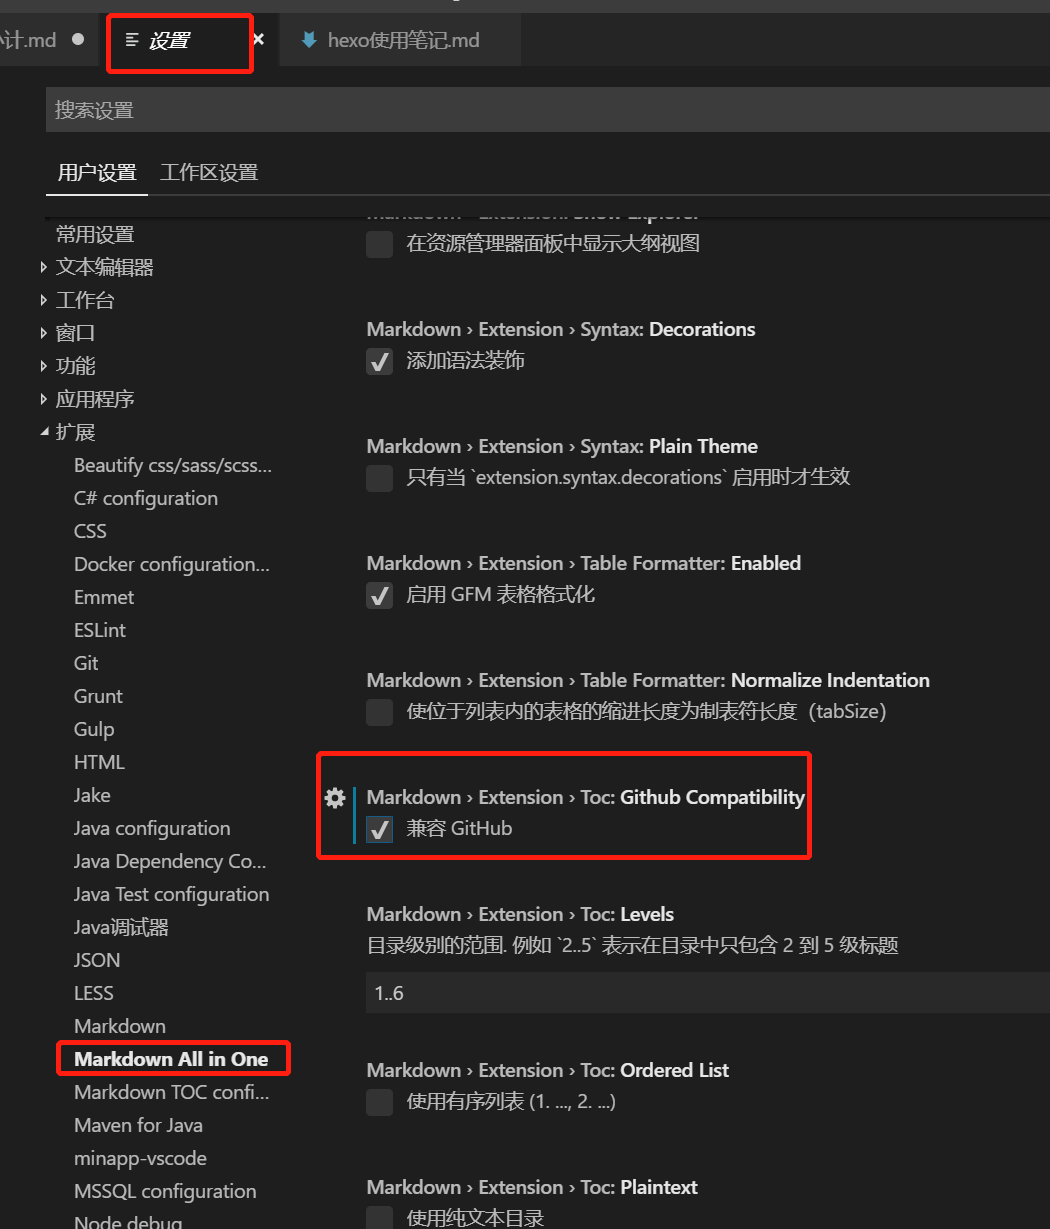 计.md ● 设置 × hexo使用笔记.md
搜索设置
用户设置 工作区设置
常用设置
文本编辑器
工作台
窗口
功能
应用程序
扩展
Beautify css/sass/scss...
C# configuration
CSS
Docker configuration...
Emmet
ESLint
Git
Grunt
Gulp
HTML
Jake
Java configuration
Java Dependency Co...
Java Test configuration
Java调试器
JSON
LESS
Markdown
Markdown All in One
Markdown TOC confi...
Maven for Java
minapp-vscode
MSSQL configuration
Node debug
Markdown › Extension: Show Explorer
在资源管理器面板中显示大纲视图
Markdown › Extension › Syntax: Decorations
添加语法装饰
Markdown › Extension › Syntax: Plain Theme
只有当 `extension.syntax.decorations` 启用时才生效
Markdown › Extension › Table Formatter: Enabled
启用 GFM 表格格式化
Markdown › Extension › Table Formatter: Normalize Indentation
使位于列表内的表格的缩进长度为制表符长度（tabSize）
Markdown › Extension › Toc: Github Compatibility
兼容 GitHub
Markdown › Extension › Toc: Levels
目录级别的范围. 例如 `2..5` 表示在目录中只包含 2 到 5 级标题
1..6
Markdown › Extension › Toc: Ordered List
使用有序列表 (1. ..., 2. ...)
Markdown › Extension › Toc: Plaintext
使用纯文本目录